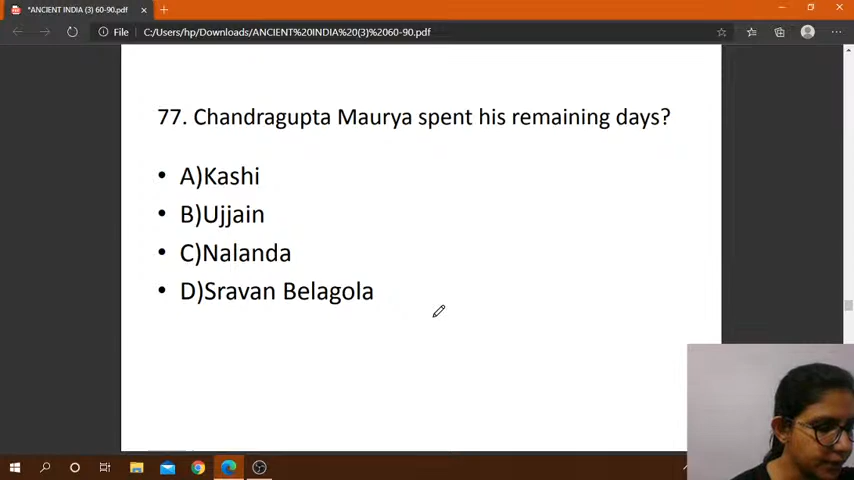 *ANCIENT INDIA (3) 60-90.pdf
File C:/Users/hp/Downloads/ANCIENT%20INDIA%20(3)%2060-90.pdf
77. Chandragupta Maurya spent his remaining days?
• A)Kashi
• B)Ujjain
• C)Nalanda
• D)Sravan Belagola